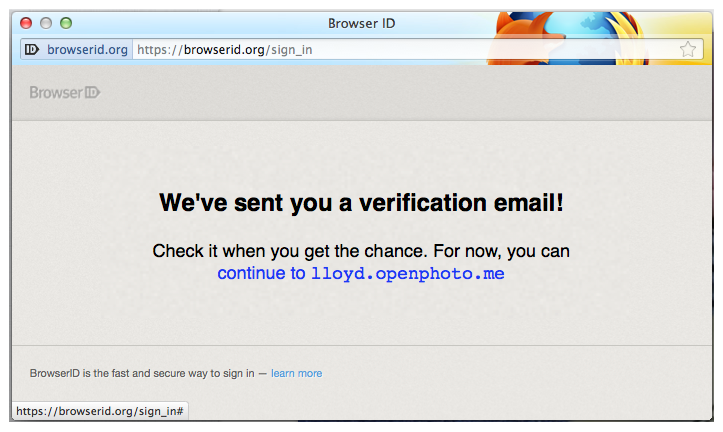 Browser ID
browserid.org https://browserid.org/sign_in
BrowserID
We've sent you a verification email!
Check it when you get the chance. For now, you can
continue to lloyd.openphoto.me
BrowserID is the fast and secure way to sign in — learn more
https://browserid.org/sign_in#